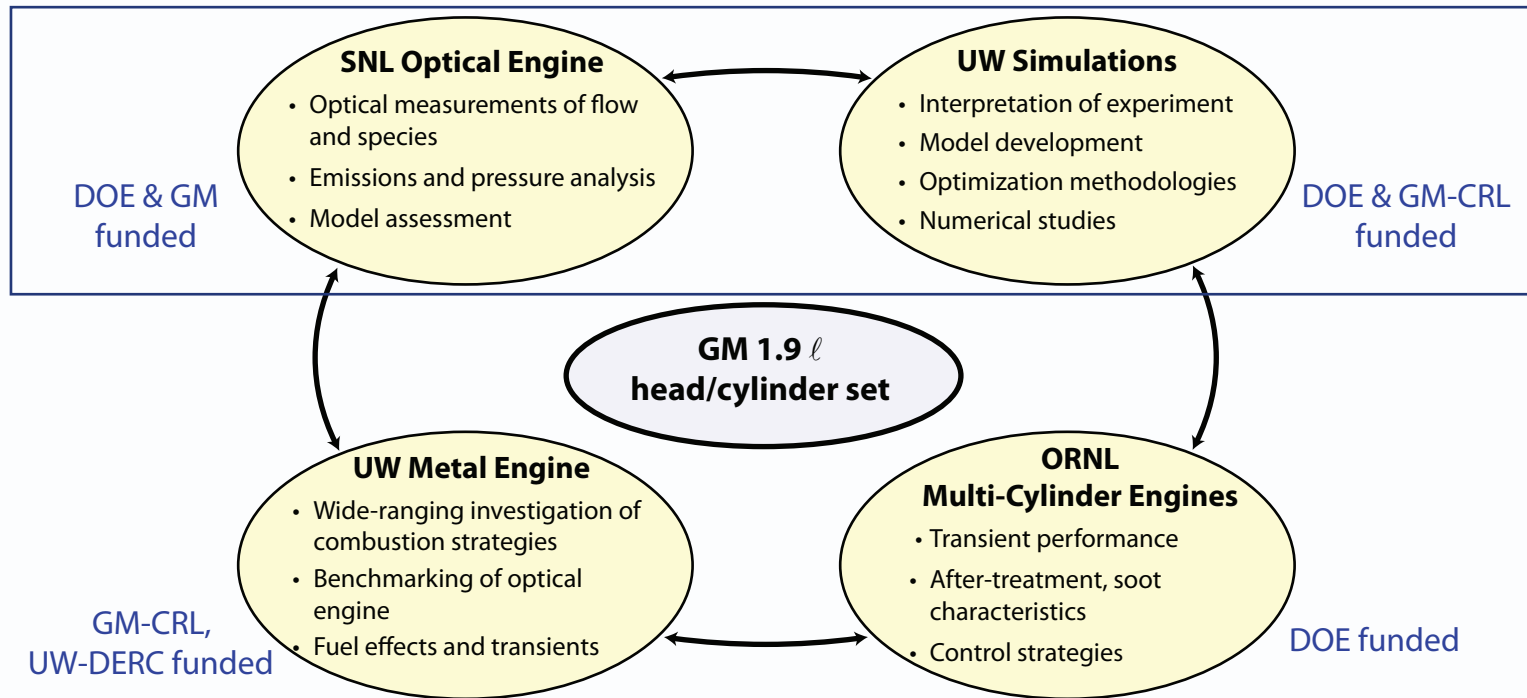 SNL Optical Engine
• Optical measurements of flow
and species
• Emissions and pressure analysis
• Model assessment
DOE & GM
funded
UW Simulations
• Interpretation of experiment
• Model development
• Optimization methodologies
• Numerical studies
DOE & GM-CRL
funded
GM 1.9 ℓ
head/cylinder set
UW Metal Engine
• Wide-ranging investigation of
combustion strategies
• Benchmarking of optical
engine
• Fuel effects and transients
GM-CRL,
UW-DERC funded
ORNL
Multi-Cylinder Engines
• Transient performance
• After-treatment, soot
characteristics
• Control strategies
DOE funded